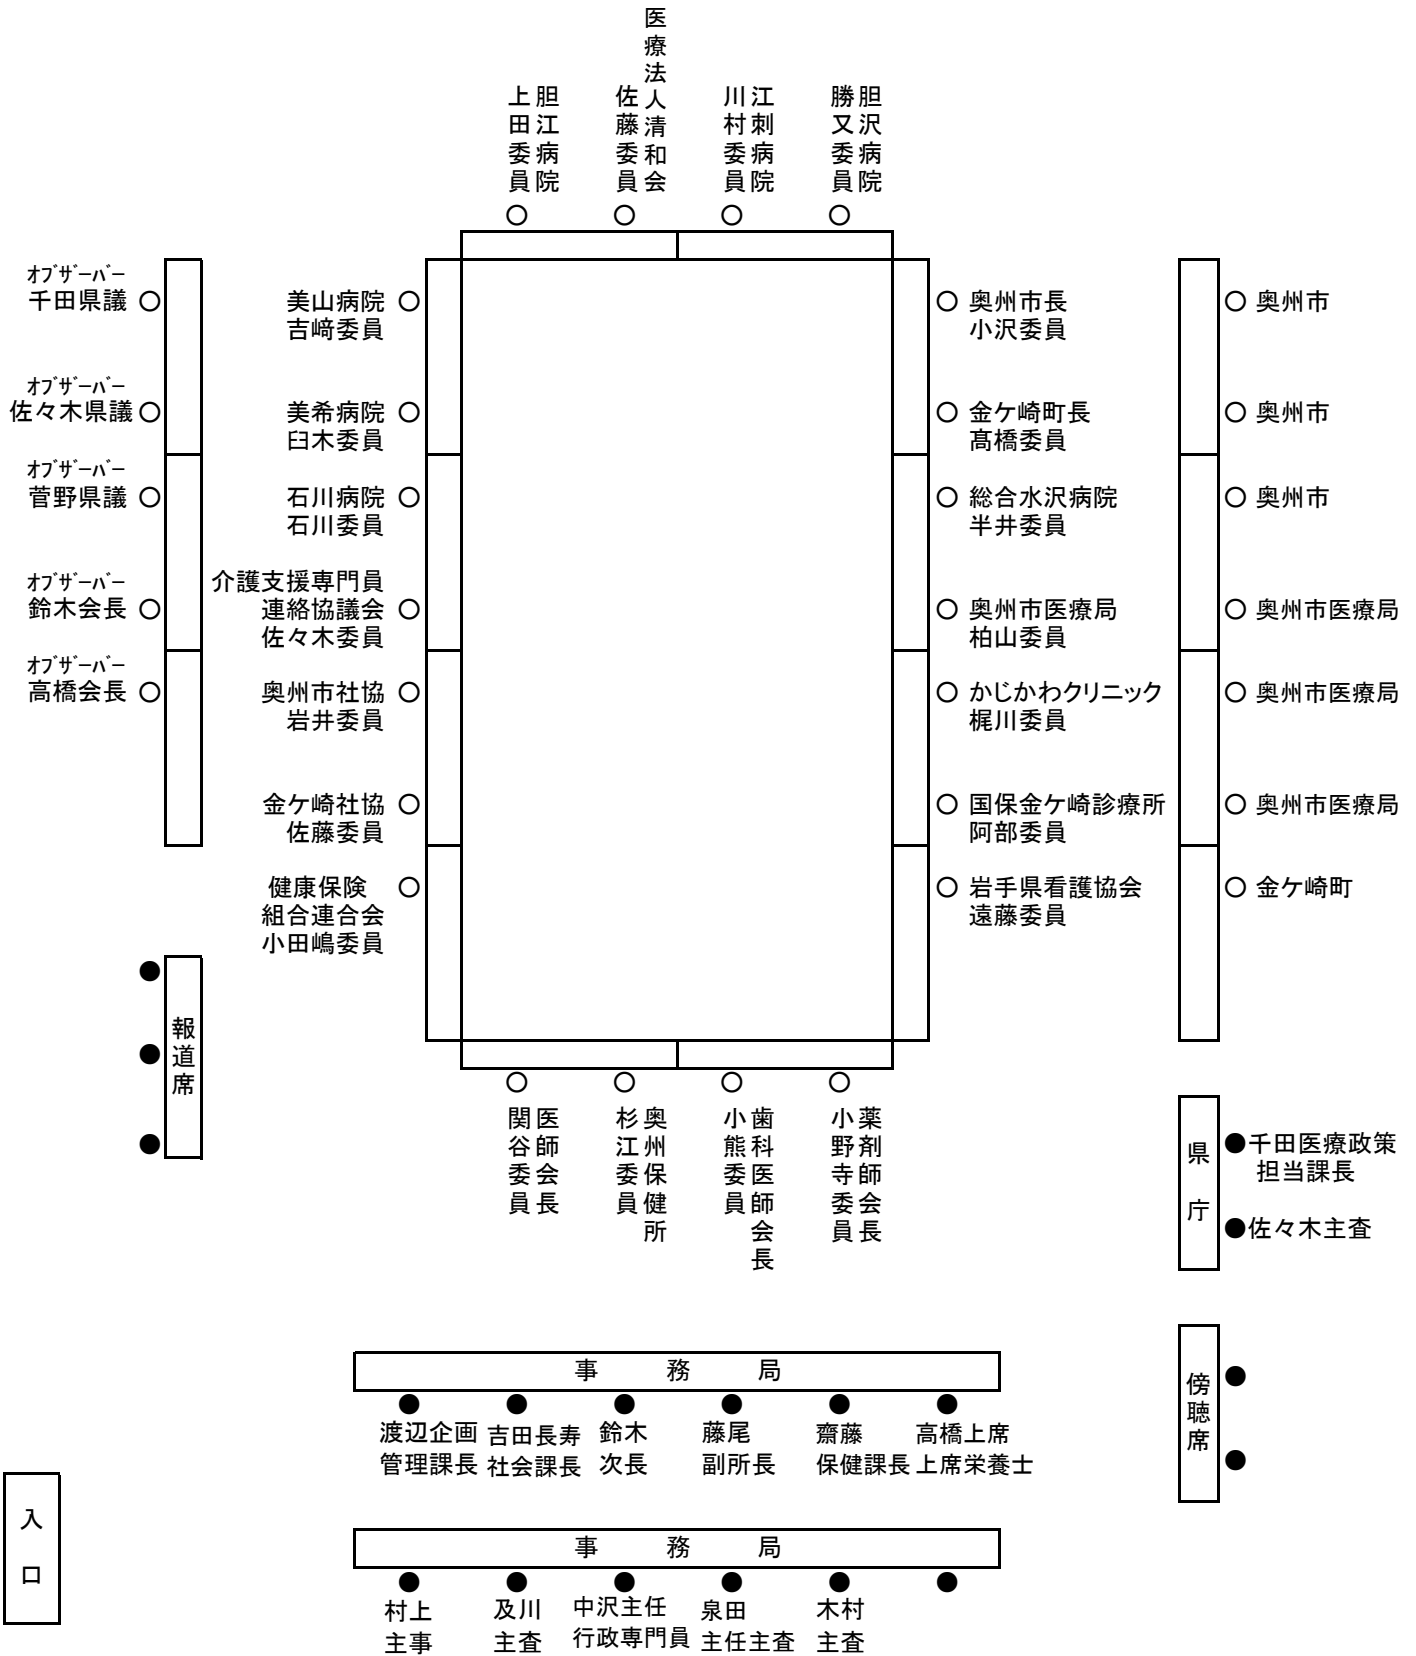 胆江病院
上田委員
医療法人清和会
佐藤委員
江刺病院
川村委員
胆沢病院
勝又委員
ｵﾌﾞｻﾞｰﾊﾞｰ
千田県議
ｵﾌﾞｻﾞｰﾊﾞｰ
佐々木県議
ｵﾌﾞｻﾞｰﾊﾞｰ
菅野県議
ｵﾌﾞｻﾞｰﾊﾞｰ
鈴木会長
ｵﾌﾞｻﾞｰﾊﾞｰ
高橋会長
美山病院
吉﨑委員
美希病院
臼木委員
石川病院
石川委員
介護支援専門員
連絡協議会
佐々木委員
奥州市社協
岩井委員
金ケ崎社協
佐藤委員
健康保険
組合連合会
小田嶋委員
奥州市長
小沢委員
金ケ崎町長
髙橋委員
総合水沢病院
半井委員
奥州市医療局
柏山委員
かじかわクリニック
梶川委員
国保金ケ崎診療所
阿部委員
岩手県看護協会
遠藤委員
奥州市
奥州市
奥州市
奥州市医療局
奥州市医療局
奥州市医療局
金ケ崎町
報道席
医師会長
関谷委員
奥州保健所
杉江委員
歯科医師会長
小熊委員
薬剤師会長
小野寺委員
県庁
千田医療政策
担当課長
佐々木主査
傍聴席
事務局
渡辺企画
管理課長
吉田長寿
社会課長
鈴木
次長
藤尾
副所長
齋藤
保健課長
高橋上席
上席栄養士
入口
事務局
村上
主事
及川
主査
中沢主任
行政専門員
泉田
主任主査
木村
主査